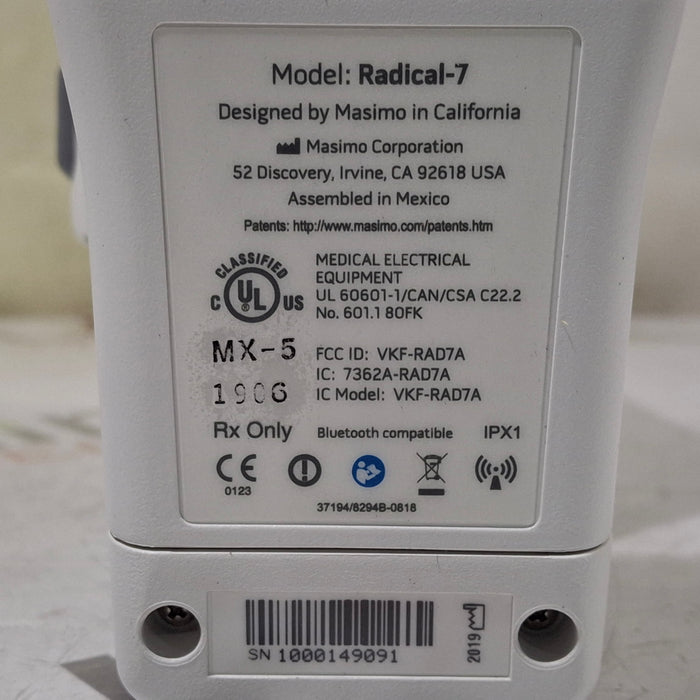 Model: Radical-7
Designed by Masimo in California
Masimo Corporation
52 Discovery, Irvine, CA 92618 USA
Assembled in Mexico
Patents: http://www.masimo.com/patents.htm
CLASSIFIED
C UL US
®
MEDICAL ELECTRICAL
EQUIPMENT
UL 60601-1/CAN/CSA C22.2
No. 601.1 80FK
MX-5
1906
FCC ID: VKF-RAD7A
IC: 7362A-RAD7A
IC Model: VKF-RAD7A
Rx Only
Bluetooth compatible
IPX1
CE
0123
37194/8294B-0818
SN 1000149091
2019